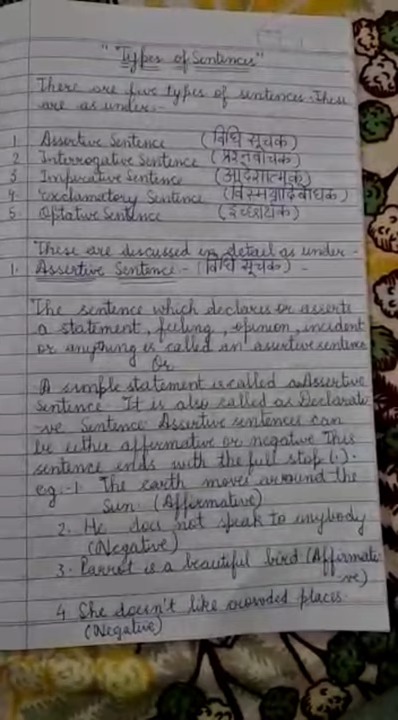 "Types of Sentences"
There are five types of sentences. These
are as under:-
1 Assertive Sentence (विधि सूचक)
2 Interrogative Sentence (प्रश्नवाचक)
3 Imperative Sentence (आदेशात्मक)
4 Exclamatory Sentence (विस्मयादिबोधक)
5 Optative Sentence (इच्छात्मक)
These are discussed in detail as under-
1. Assertive Sentence - (विधि सूचक) -
The sentence which declares or asserts
a statement, feeling, opinion, incident
or anything is called an assertive sentence
Or
A simple statement is called a Assertive
Sentence. It is also called as Declarati
-ve Sentence. Assertive sentences can
be either affirmative or negative. This
sentence ends with the full stop (.).
eg.-1. The earth moves around the
Sun. (Affirmative)
2. He does not speak to anybody
(Negative)
3. Parrot is a beautiful bird (Affirmati
-ve)
4. She doesn't like crowded places.
(Negative)